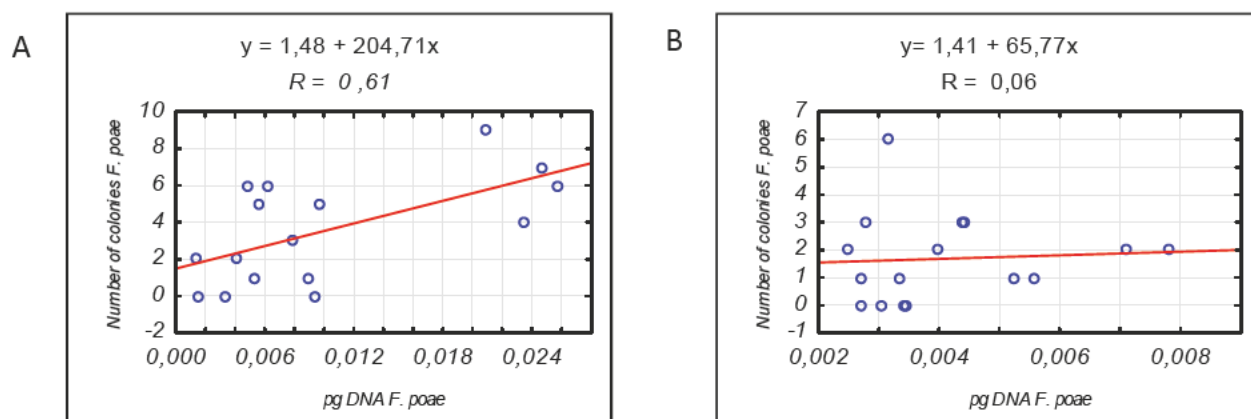 A
y = 1,48 + 204,71x
R = 0 ,61
Number of colonies F. poae
10
8
6
4
2
0
-2
0,000 0,006 0,012 0,018 0,024
pg DNA F. poae
B
y= 1,41 + 65,77x
R = 0,06
Number of colonies F. poae
7
6
5
4
3
2
1
0
-1
0,002 0,004 0,006 0,008
pg DNA F. poae